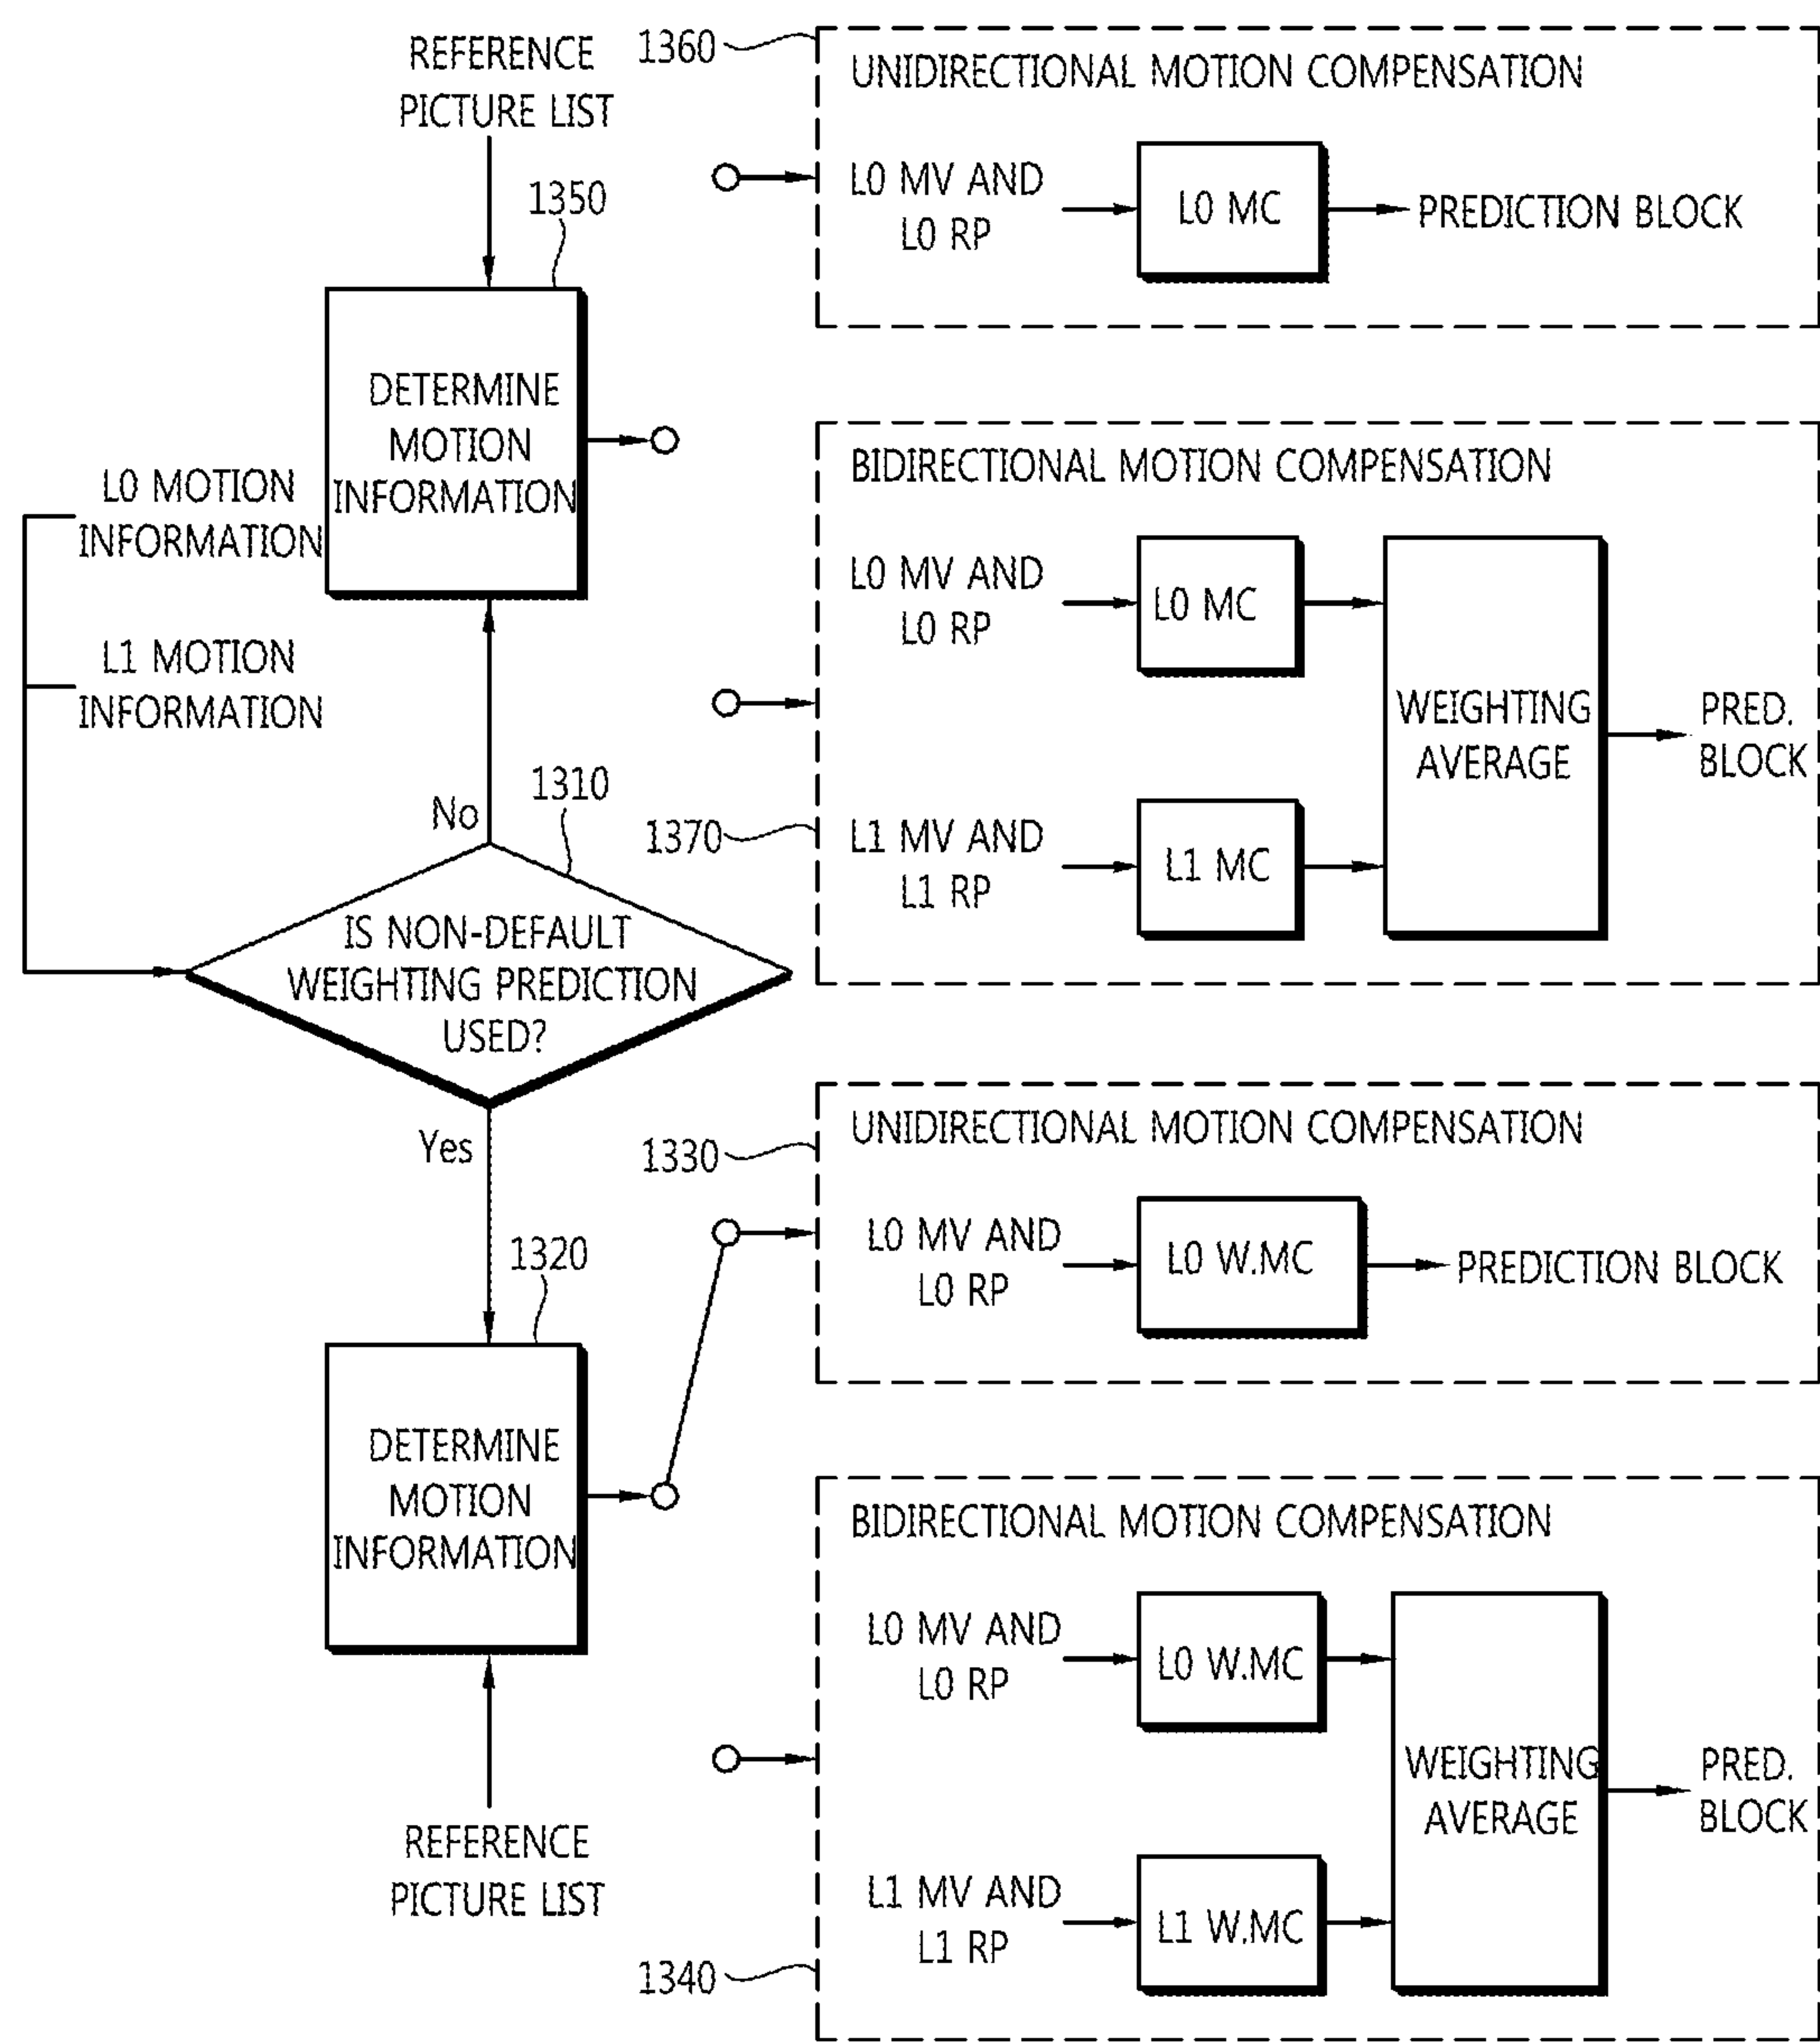 REFERENCE
PICTURE LIST
1350
DETERMINE
MOTION
INFORMATION
L0 MOTION
INFORMATION
L1 MOTION
INFORMATION
No
1310
IS NON-DEFAULT
WEIGHTING PREDICTION
USED?
Yes
1320
DETERMINE
MOTION
INFORMATION
REFERENCE
PICTURE LIST
1360
UNIDIRECTIONAL MOTION COMPENSATION
L0 MV AND
L0 RP
L0 MC
PREDICTION BLOCK
BIDIRECTIONAL MOTION COMPENSATION
L0 MV AND
L0 RP
L0 MC
1370
L1 MV AND
L1 RP
L1 MC
WEIGHTING
AVERAGE
PRED.
BLOCK
UNIDIRECTIONAL MOTION COMPENSATION
1330
L0 MV AND
L0 RP
L0 W.MC
PREDICTION BLOCK
BIDIRECTIONAL MOTION COMPENSATION
L0 MV AND
L0 RP
L0 W.MC
L1 MV AND
L1 RP
L1 W.MC
1340
WEIGHTING
AVERAGE
PRED.
BLOCK